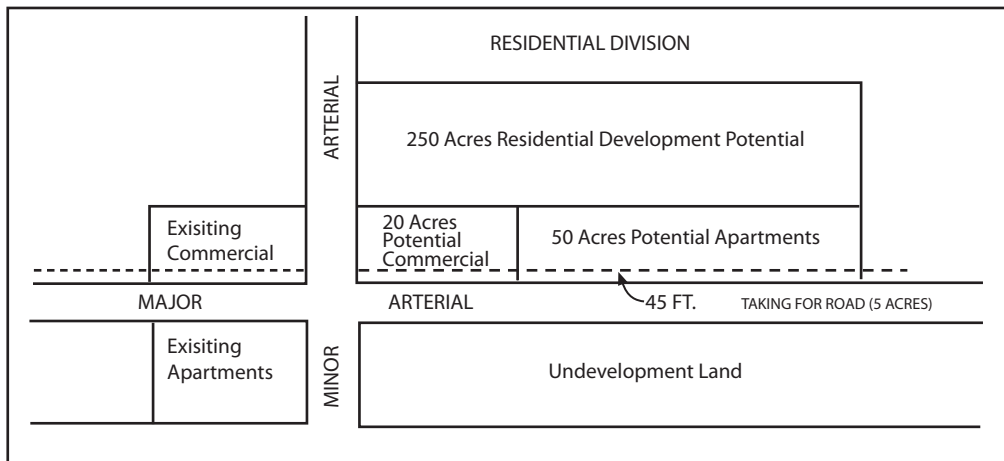 RESIDENTIAL DIVISION
ARTERIAL
250 Acres Residential Development Potential
Exisiting
Commercial
20 Acres
Potential
Commercial
50 Acres Potential Apartments
MAJOR
ARTERIAL
45 FT.
TAKING FOR ROAD (5 ACRES)
Exisiting
Apartments
MINOR
Undevelopment Land